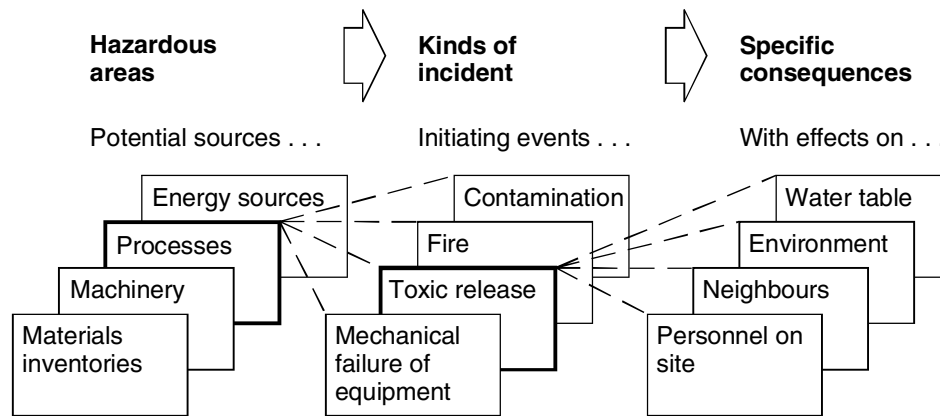 Hazardous
areas
Kinds of
incident
Specific
consequences
Potential sources . . .
Initiating events . . .
With effects on . . .
Energy sources
Processes
Machinery
Materials
inventories
Contamination
Fire
Toxic release
Mechanical
failure of
equipment
Water table
Environment
Neighbours
Personnel on
site